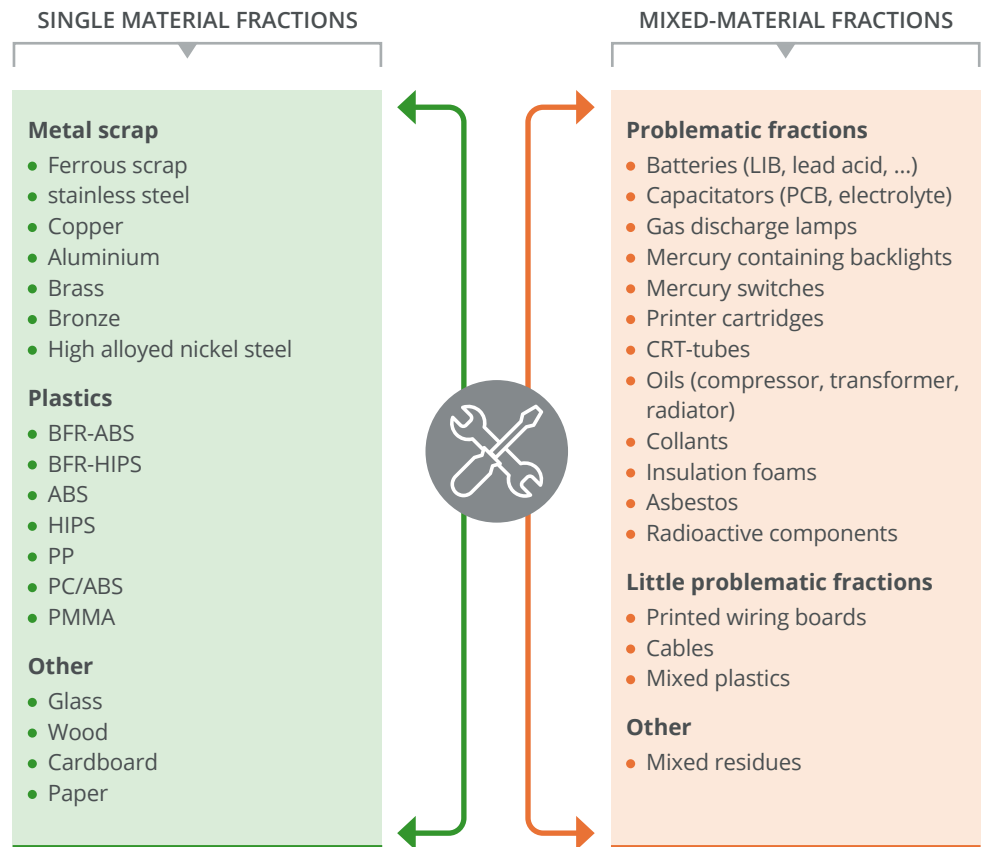 SINGLE MATERIAL FRACTIONS
Metal scrap
Ferrous scrap
stainless steel
Copper
Aluminium
Brass
Bronze
High alloyed nickel steel
Plastics
BFR-ABS
BFR-HIPS
ABS
HIPS
PP
PC/ABS
PMMA
Other
Glass
Wood
Cardboard
Paper
MIXED-MATERIAL FRACTIONS
Problematic fractions
Batteries (LIB, lead acid, ...)
Capacitators (PCB, electrolyte)
Gas discharge lamps
Mercury containing backlights
Mercury switches
Printer cartridges
CRT-tubes
Oils (compressor, transformer,
radiator)
Collants
Insulation foams
Asbestos
Radioactive components
Little problematic fractions
Printed wiring boards
Cables
Mixed plastics
Other
Mixed residues